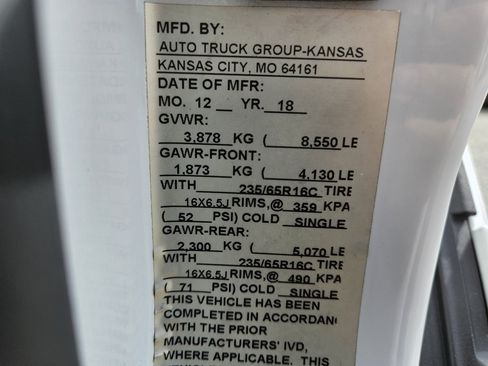 MFD. BY:
AUTO TRUCK GROUP-KANSAS
KANSAS CITY, MO 64161
DATE OF MFR:
MO. 12 YR. 18
GVWR:
3,878 KG ( 8,550 LB
GAWR-FRONT:
1,873 KG ( 4,130 LB
WITH 235/65R16C TIRE
16X6.5J RIMS,@ 359 KPA
( 52 PSI) COLD SINGLE
GAWR-REAR:
2,300 KG ( 5,070 LB
WITH 235/65R16C TIRE
16X6.5J RIMS,@ 490 KPA
( 71 PSI) COLD SINGLE
THIS VEHICLE HAS BEEN
COMPLETED IN ACCORDANC
WITH THE PRIOR
MANUFACTURERS' IVD,
WHERE APPLICABLE. THIS